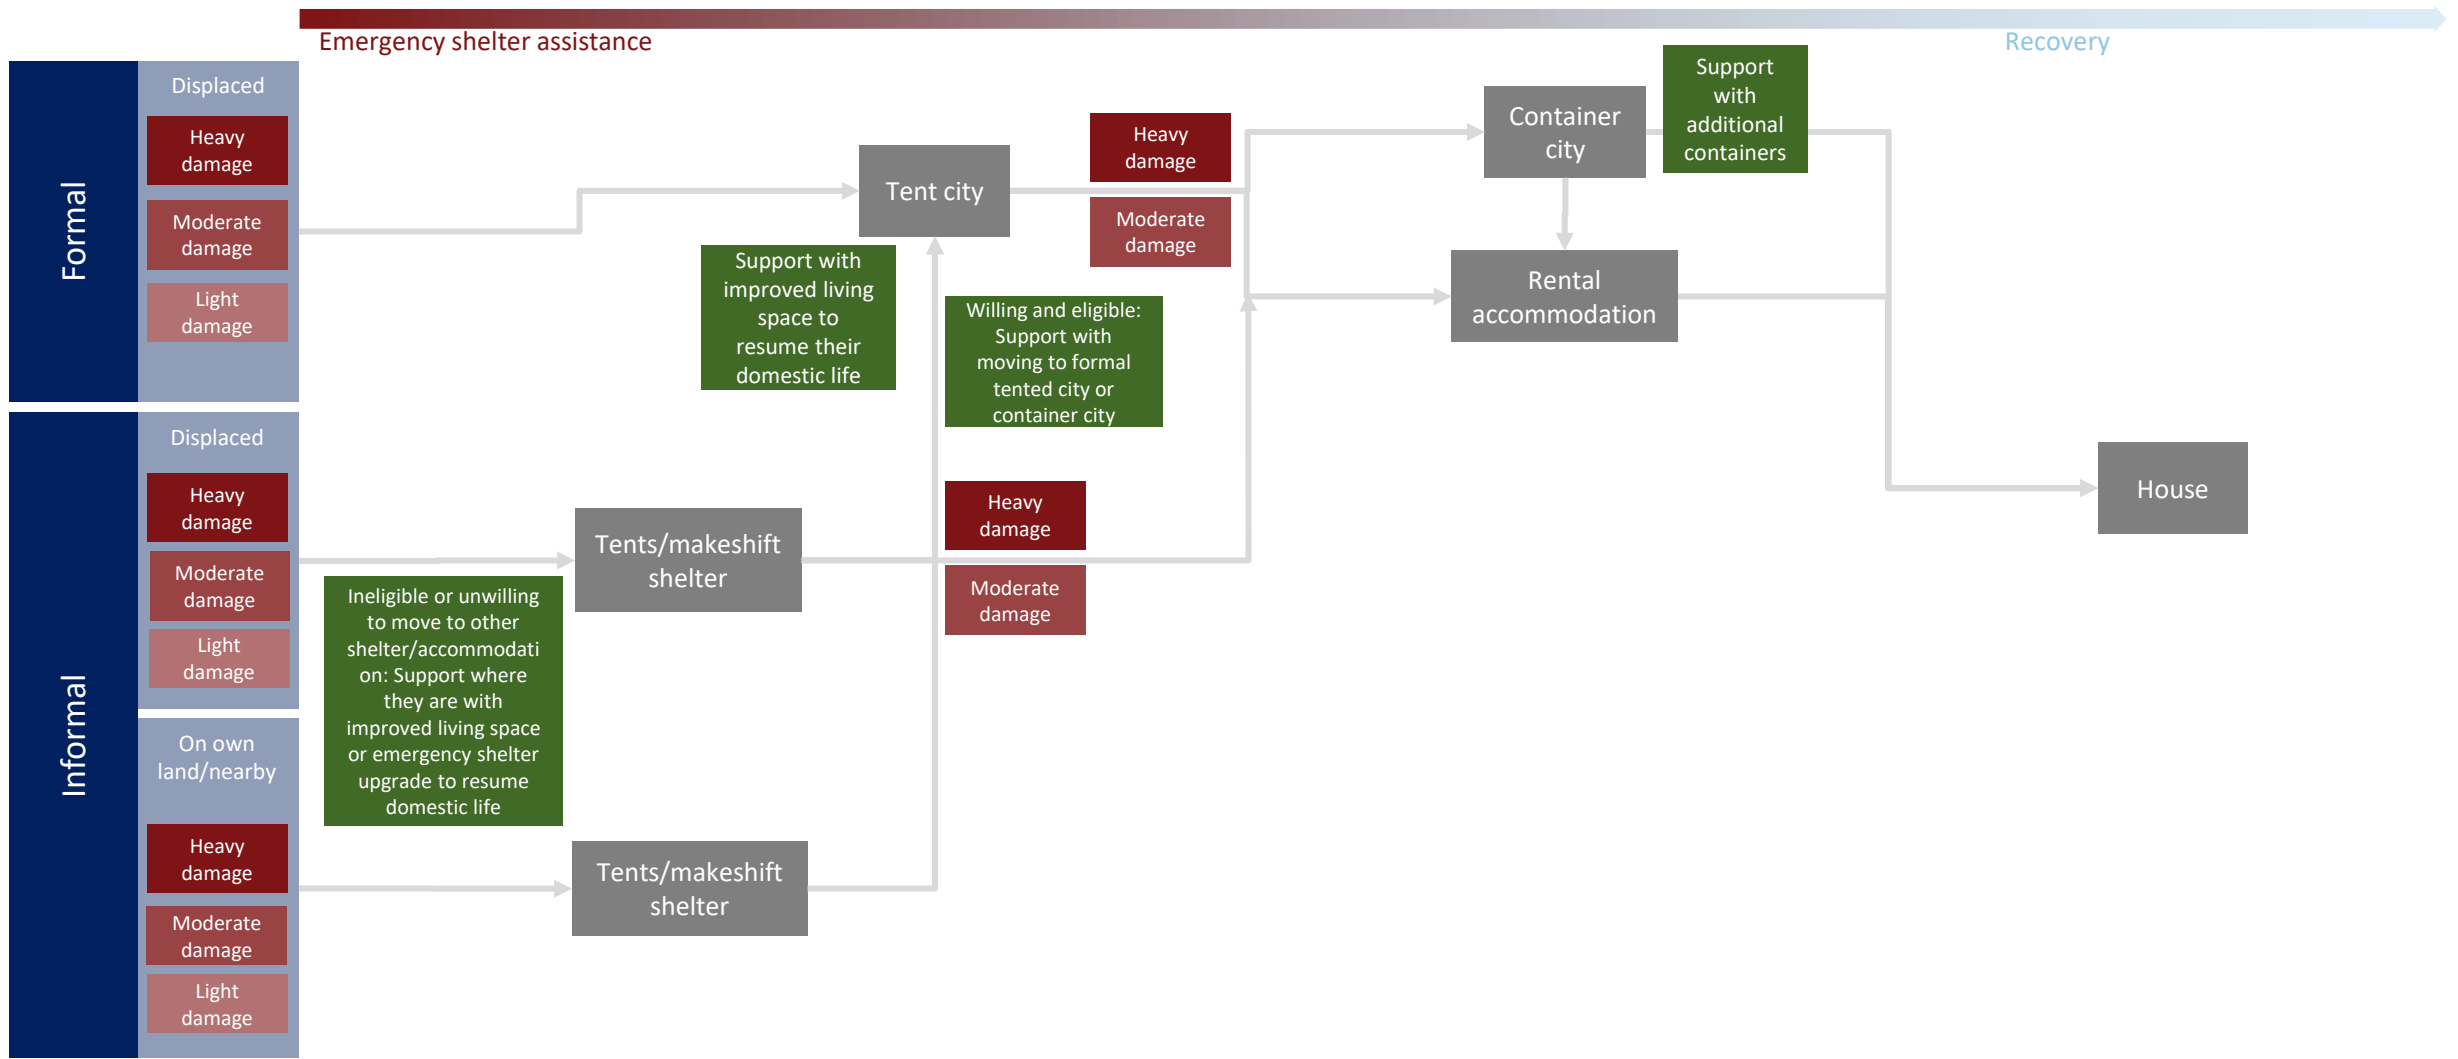 Emergency shelter assistance
Recovery
Formal
Displaced
Heavy
damage
Moderate
damage
Light
damage
Tent city
Support with
improved living
space to
resume their
domestic life
Heavy
damage
Moderate
damage
Willing and eligible:
Support with
moving to formal
tented city or
container city
Container
city
Support
with
additional
containers
Rental
accommodation
House
Informal
Displaced
Heavy
damage
Moderate
damage
Light
damage
Ineligible or unwilling
to move to other
shelter/accommodati
on: Support where
they are with
improved living space
or emergency shelter
upgrade to resume
domestic life
Tents/makeshift
shelter
Heavy
damage
Moderate
damage
On own
land/nearby
Heavy
damage
Moderate
damage
Light
damage
Tents/makeshift
shelter